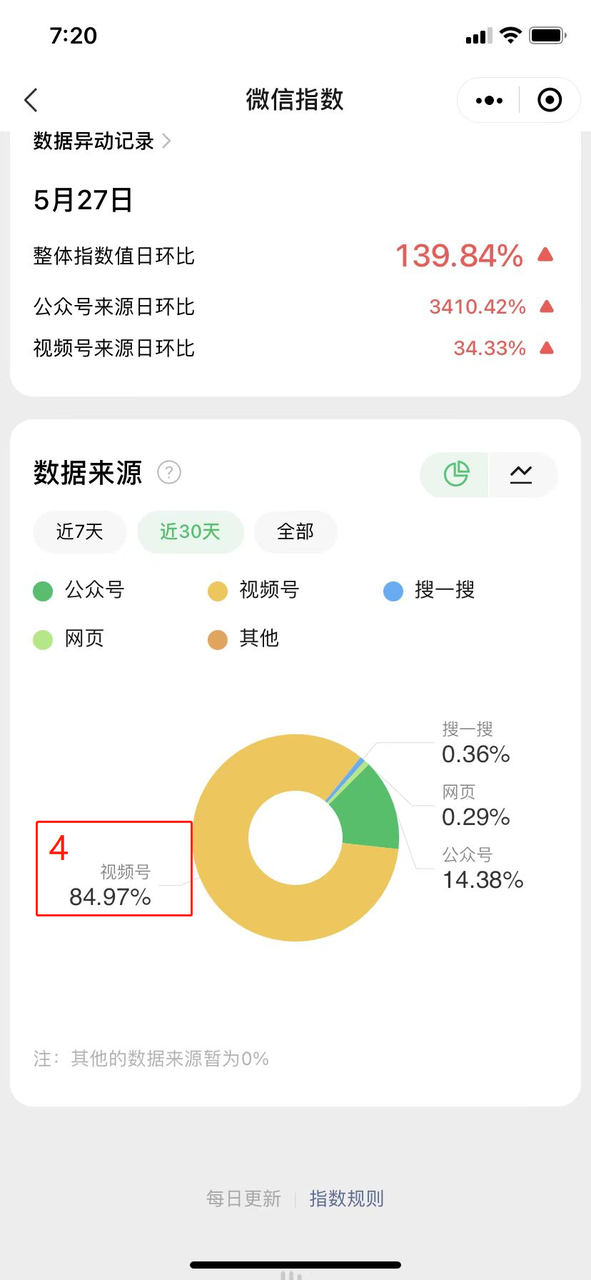 7:20
微信指数
数据异动记录
5月27日
整体指数值日环比 139.84%
公众号来源日环比 3410.42%
视频号来源日环比 34.33%
数据来源 ?
近7天 近30天 全部
公众号 视频号 搜一搜
网页 其他
搜一搜
0.36%
网页
0.29%
公众号
14.38%
4
视频号
84.97%
注：其他的数据来源暂为0%
每日更新 | 指数规则